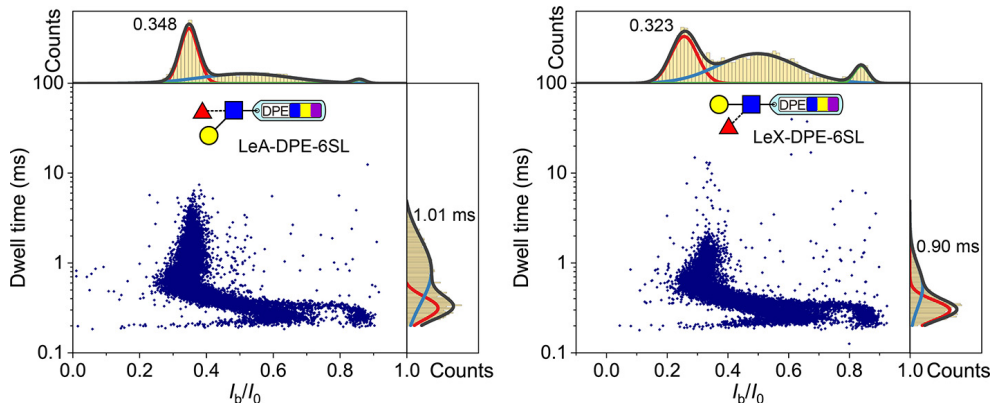 Counts
0.348
100
10
1
0.1
Dwell time (ms)
DPE
LeA-DPE-6SL
1.01 ms
0.0 0.2 0.4 0.6 0.8 1.0 Counts
Ib/I0
Counts
0.323
100
10
1
0.1
Dwell time (ms)
DPE
LeX-DPE-6SL
0.90 ms
0.0 0.2 0.4 0.6 0.8 1.0 Counts
Ib/I0